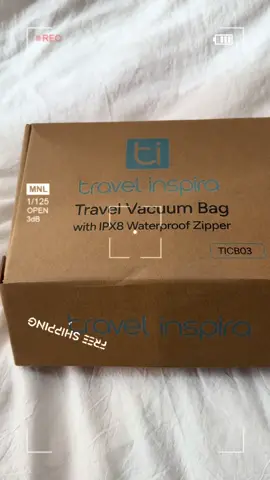 REC
ti
travel inspira
MNL
1/125
OPEN
3dB
Travel Vacuum Bag
with IPX8 Waterproof Zipper
TICB03
FREE SHIPPING
travel inspira